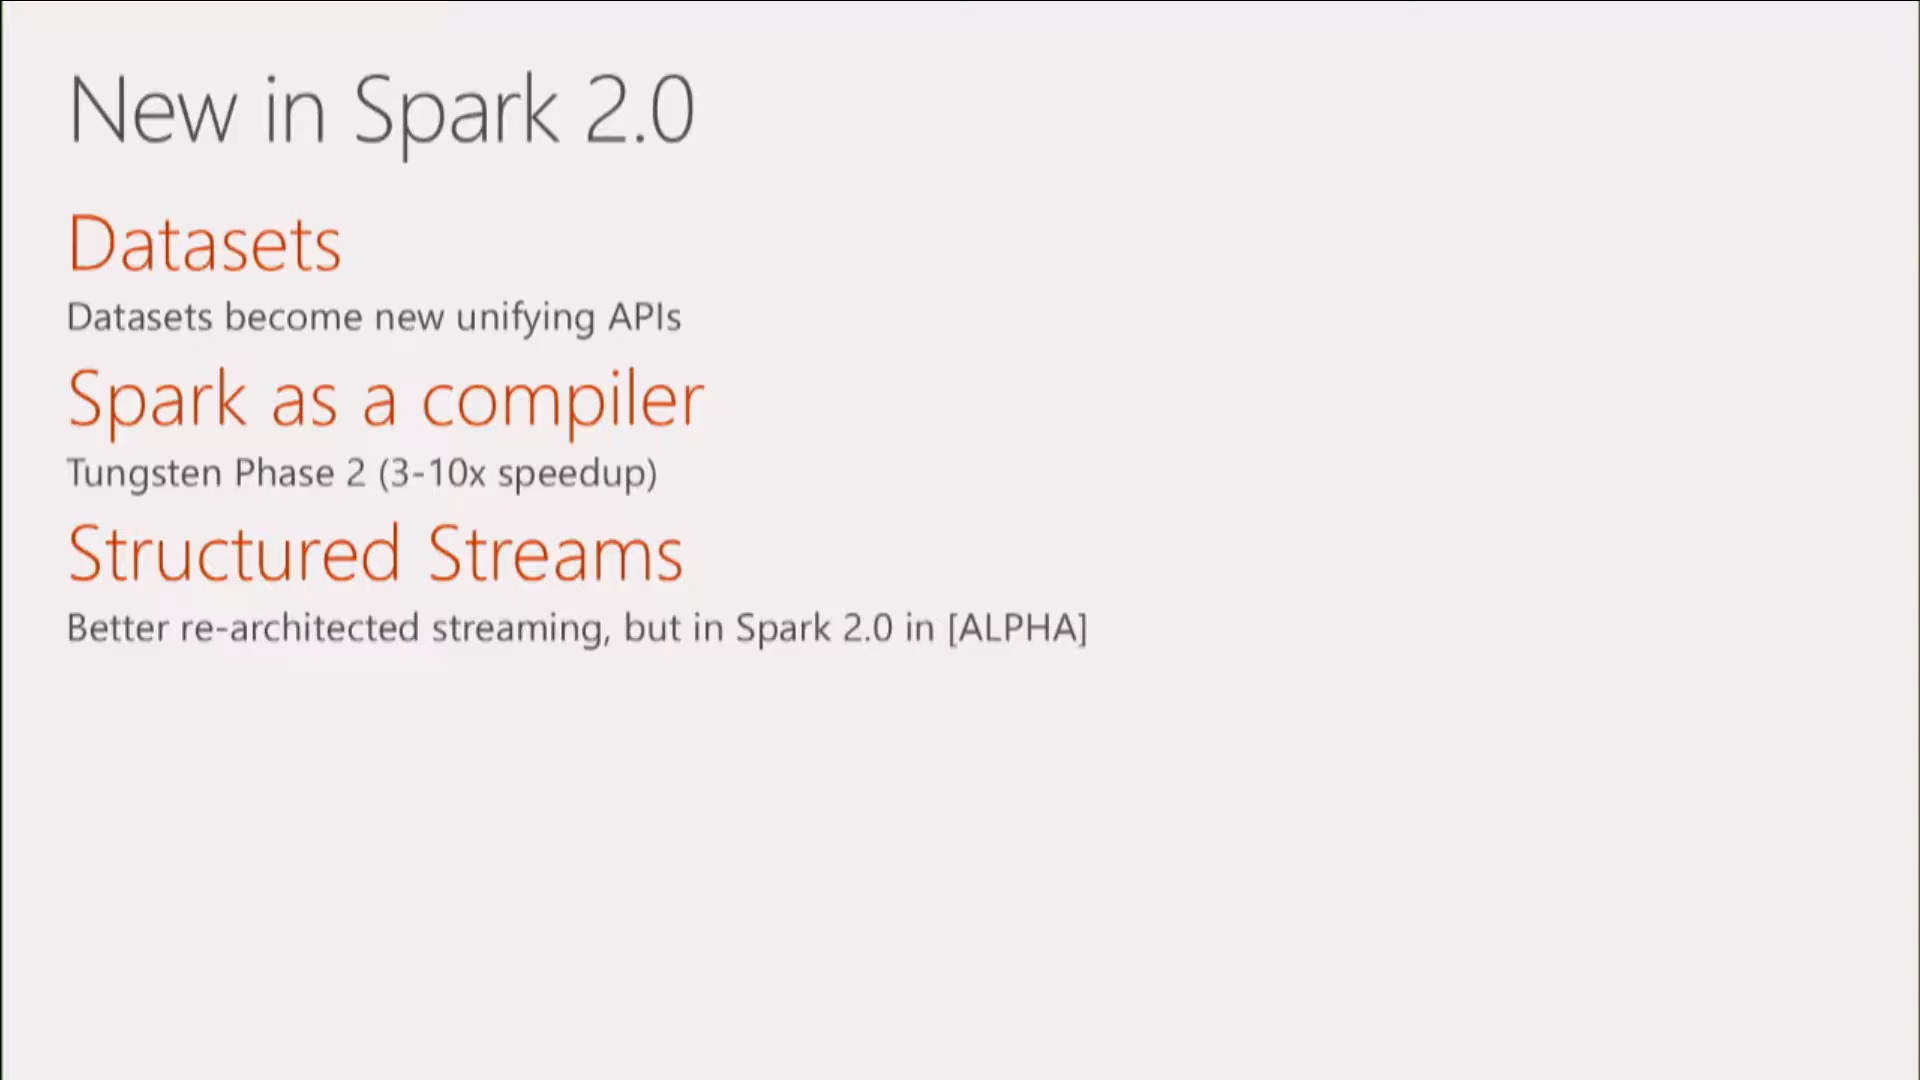 New in Spark 2.0
Datasets
Datasets become new unifying APIs
Spark as a compiler
Tungsten Phase 2 (3-10x speedup)
Structured Streams
Better re-architected streaming, but in Spark 2.0 in [ALPHA]